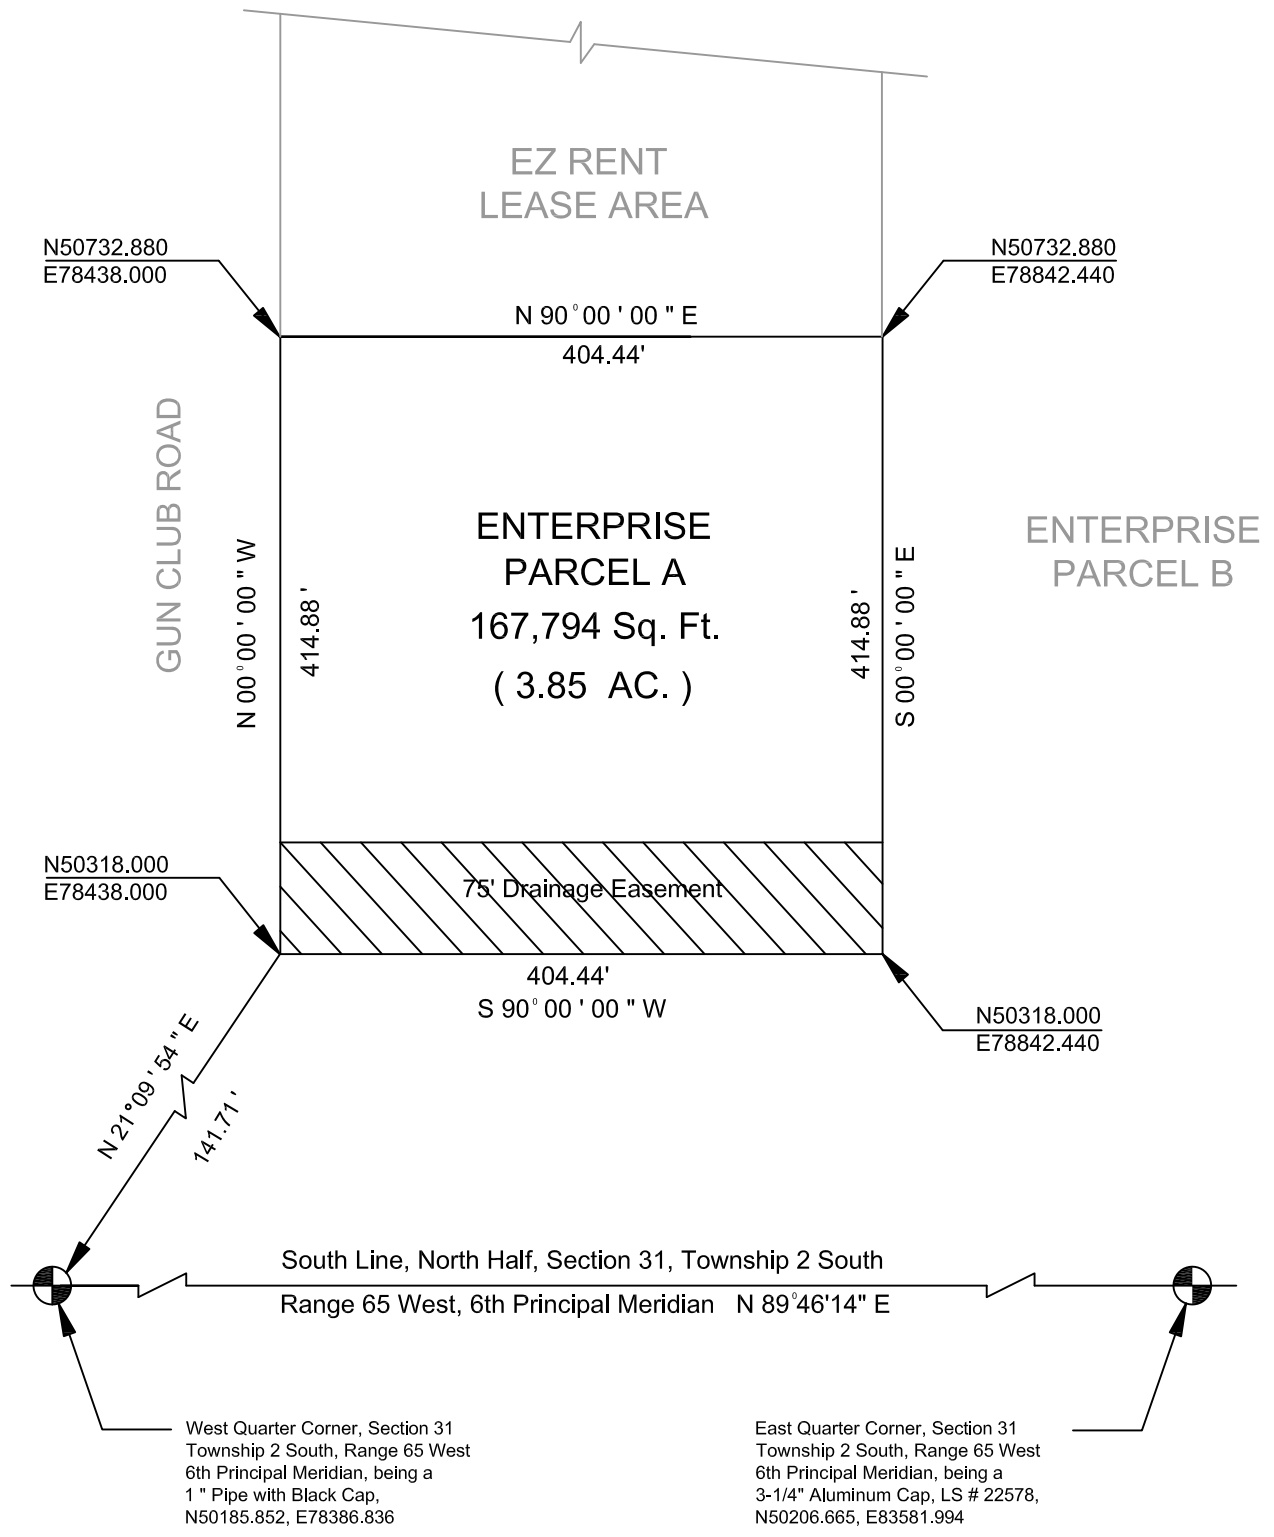 EZ RENT
LEASE AREA
N50732.880
E78438.000
N50732.880
E78842.440
N 90° 00 ' 00 " E
404.44'
GUN CLUB ROAD
N 00° 00 ' 00 " W
414.88 '
ENTERPRISE
PARCEL A
167,794 Sq. Ft.
( 3.85 AC. )
414.88 '
S 00° 00 ' 00 " E
ENTERPRISE
PARCEL B
N50318.000
E78438.000
75' Drainage Easement
404.44'
S 90° 00 ' 00 " W
N50318.000
E78842.440
N 21°09 ' 54 " E
141.71 '
South Line, North Half, Section 31, Township 2 South
Range 65 West, 6th Principal Meridian N 89°46'14" E
West Quarter Corner, Section 31
Township 2 South, Range 65 West
6th Principal Meridian, being a
1 " Pipe with Black Cap,
N50185.852, E78386.836
East Quarter Corner, Section 31
Township 2 South, Range 65 West
6th Principal Meridian, being a
3-1/4" Aluminum Cap, LS # 22578,
N50206.665, E83581.994